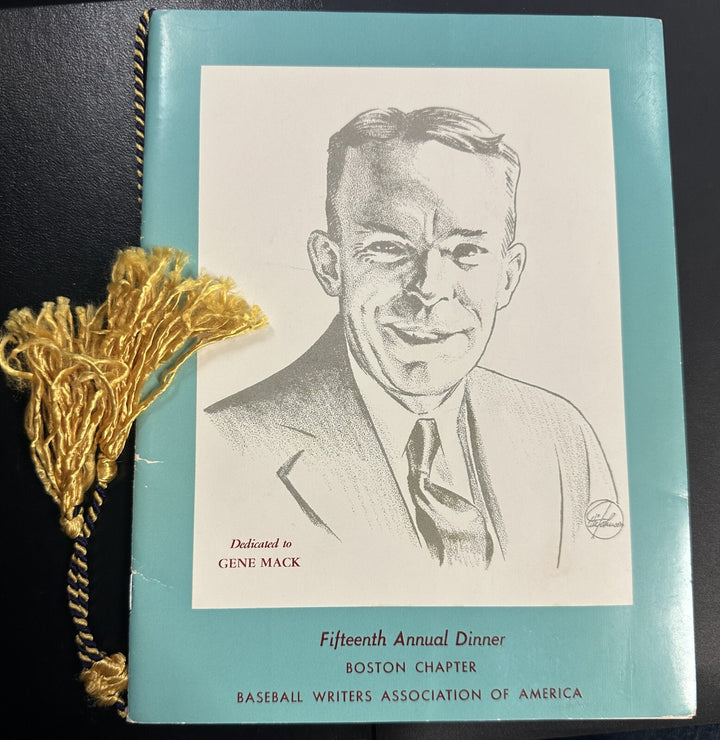 Dedicated to
GENE MACK
Fifteenth Annual Dinner
BOSTON CHAPTER
BASEBALL WRITERS ASSOCIATION OF AMERICA